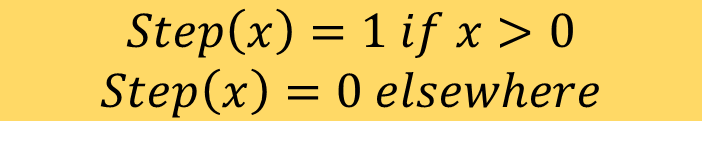 Step(x) = 1 if x > 0
Step(x) = 0 elsewhere